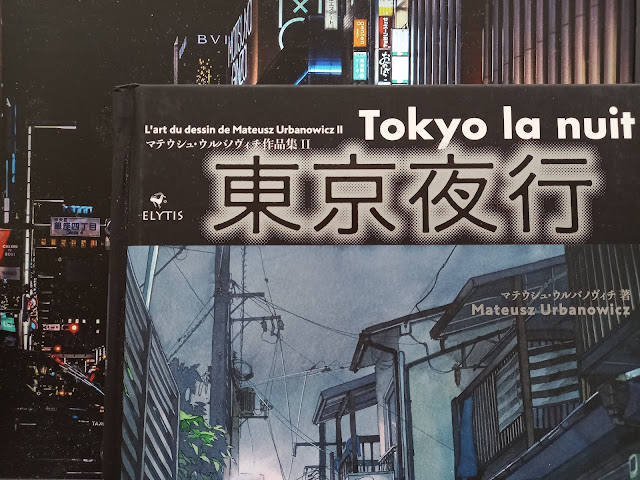 BVL
L'art du dessin de Mateusz Urbanowicz II
Tokyo la nuit
マテウシュ・ウルバノヴィチ作品集 II
東京夜行
ELYTIS
マテウシュ・ウルバノヴィチ 著
Mateusz Urbanowicz